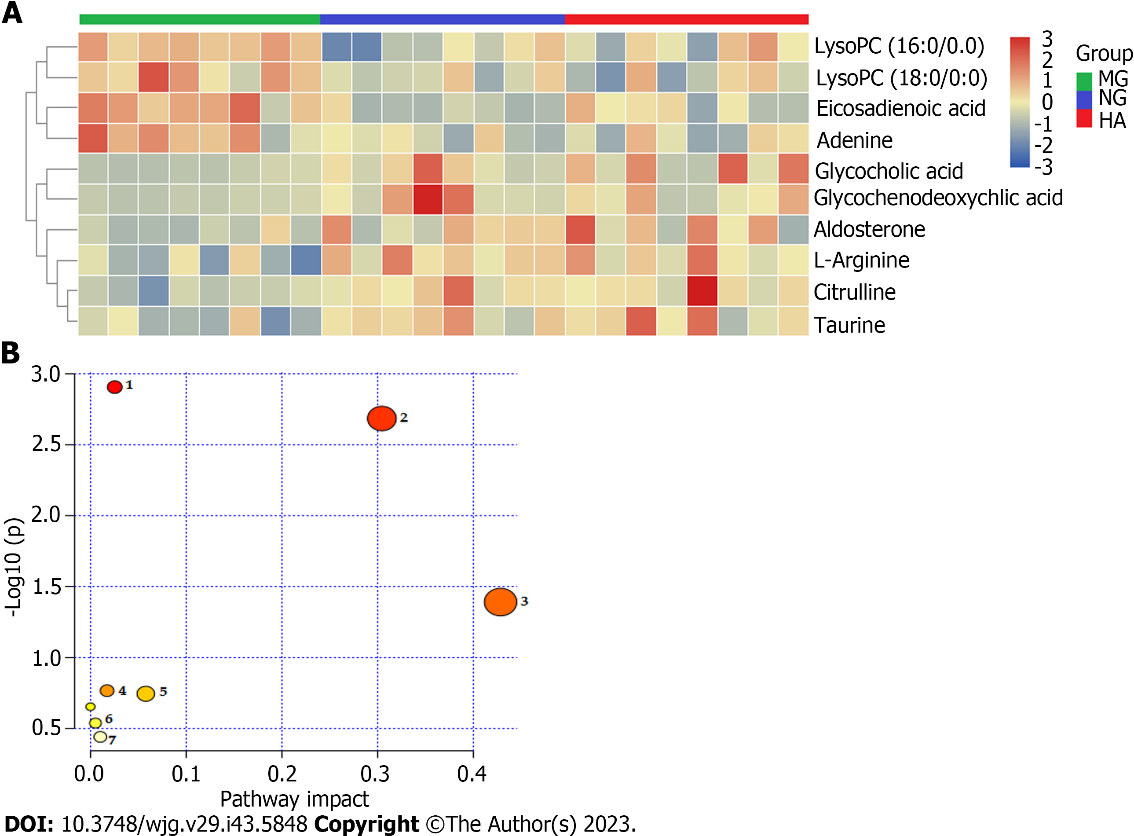 A
LysoPC (16:0/0.0)
LysoPC (18:0/0:0)
Eicosadienoic acid
Adenine
Glycocholic acid
Glycochenodeoxychlic acid
Aldosterone
L-Arginine
Citrulline
Taurine
3
2
1
0
-1
-2
-3
Group
MG
NG
HA
B
3.0
2.5
2.0
1.5
1.0
0.5
-Log10 (p)
1
2
3
4
5
6
7
0.0 0.1 0.2 0.3 0.4
Pathway impact
DOI: 10.3748/wjg.v29.i43.5848 Copyright ©The Author(s) 2023.